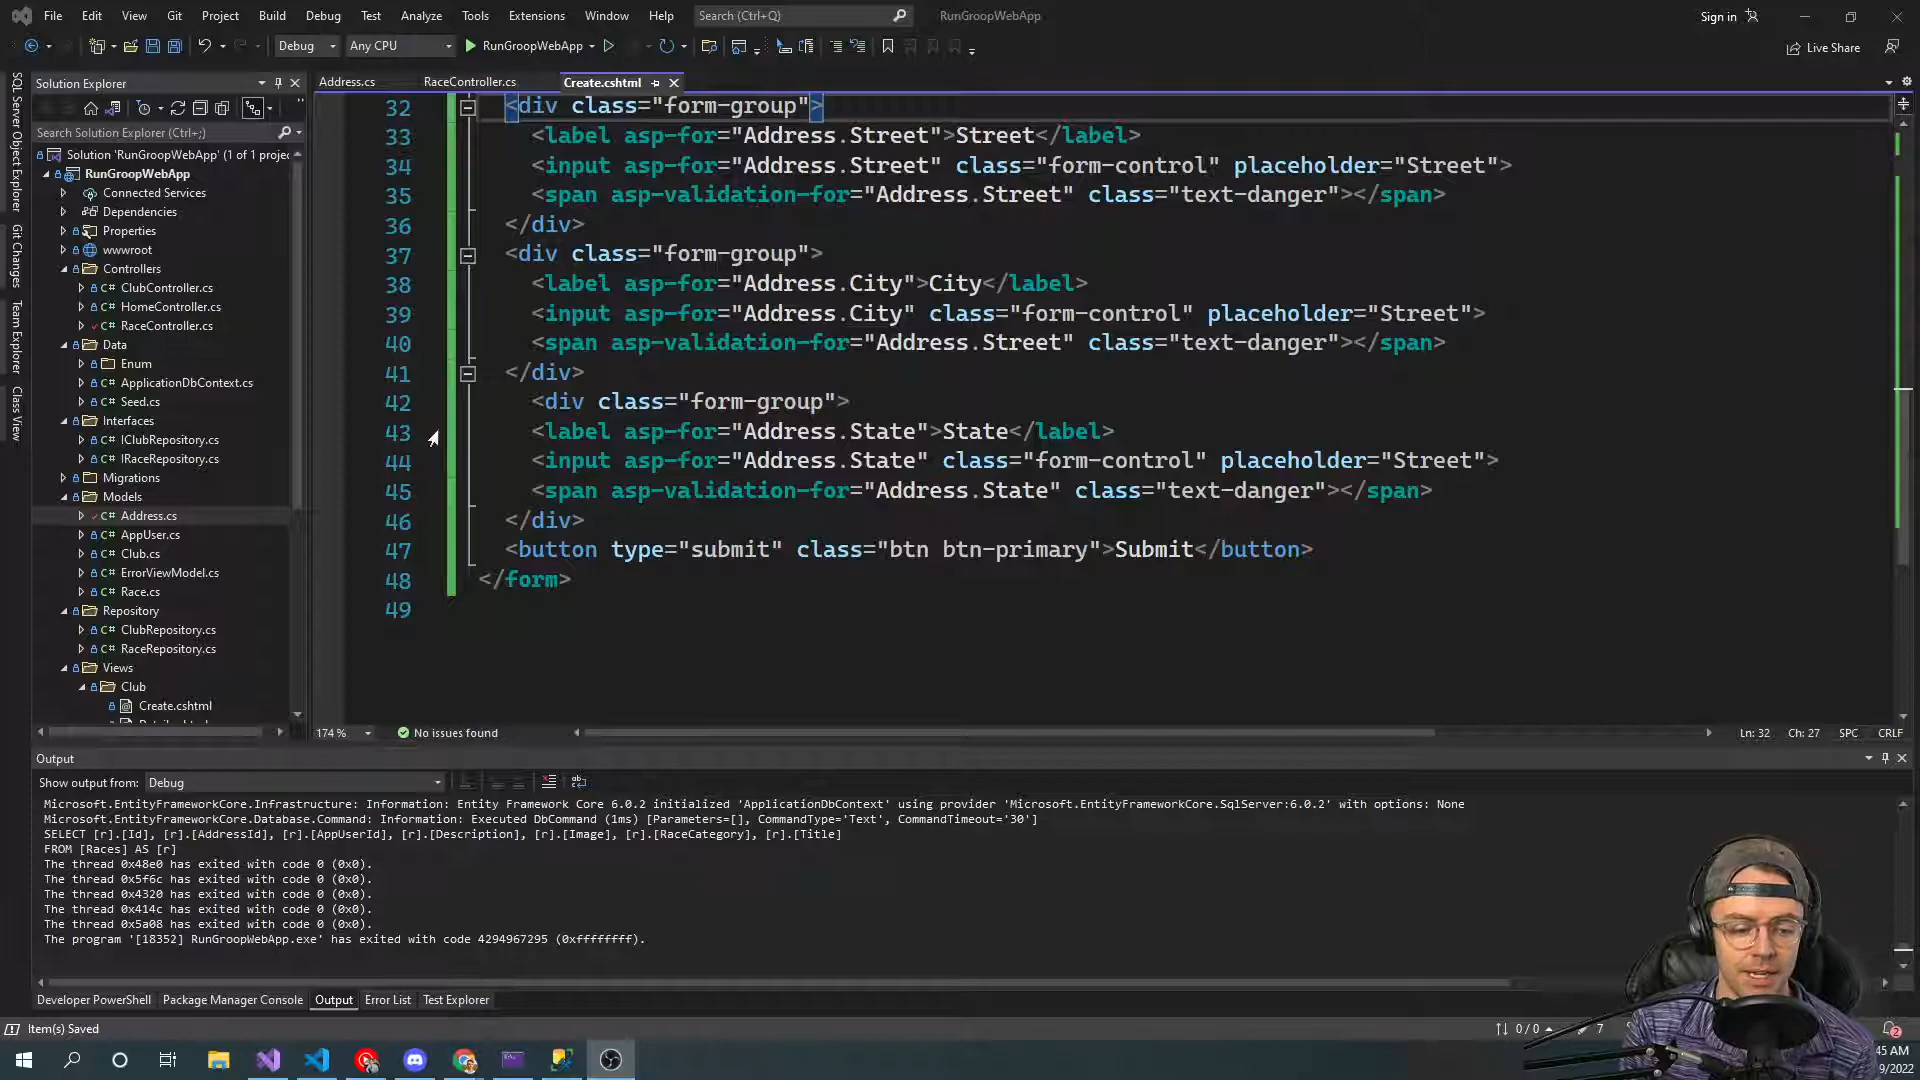 File Edit View Git Project Build Debug Test Analyze Tools Extensions Window Help Search (Ctrl+Q) RunGroopWebApp Sign in
Debug Any CPU RunGroopWebApp Live Share
SQL Server Object Explorer
Git Changes
Team Explorer
Class View
Solution Explorer
Search Solution Explorer (Ctrl+;)
Solution 'RunGroopWebApp' (1 of 1 projec
RunGroopWebApp
Connected Services
Dependencies
Properties
wwwroot
Controllers
C# ClubController.cs
C# HomeController.cs
C# RaceController.cs
Data
Enum
C# ApplicationDbContext.cs
C# Seed.cs
Interfaces
C# IClubRepository.cs
C# IRaceRepository.cs
Migrations
Models
C# Address.cs
C# AppUser.cs
C# Club.cs
C# ErrorViewModel.cs
C# Race.cs
Repository
C# ClubRepository.cs
C# RaceRepository.cs
Views
Club
Create.cshtml
Address.cs RaceController.cs Create.cshtml
32 <div class="form-group">
33 <label asp-for="Address.Street">Street</label>
34 <input asp-for="Address.Street" class="form-control" placeholder="Street">
35 <span asp-validation-for="Address.Street" class="text-danger"></span>
36 </div>
37 <div class="form-group">
38 <label asp-for="Address.City">City</label>
39 <input asp-for="Address.City" class="form-control" placeholder="Street">
40 <span asp-validation-for="Address.Street" class="text-danger"></span>
41 </div>
42 <div class="form-group">
43 <label asp-for="Address.State">State</label>
44 <input asp-for="Address.State" class="form-control" placeholder="Street">
45 <span asp-validation-for="Address.State" class="text-danger"></span>
46 </div>
47 <button type="submit" class="btn btn-primary">Submit</button>
48 </form>
49
174 % No issues found Ln: 32 Ch: 27 SPC CRLF
Output
Show output from: Debug
Microsoft.EntityFrameworkCore.Infrastructure: Information: Entity Framework Core 6.0.2 initialized 'ApplicationDbContext' using provider 'Microsoft.EntityFrameworkCore.SqlServer:6.0.2' with options: None
Microsoft.EntityFrameworkCore.Database.Command: Information: Executed DbCommand (1ms) [Parameters=[], CommandType='Text', CommandTimeout='30']
SELECT [r].[Id], [r].[AddressId], [r].[AppUserId], [r].[Description], [r].[Image], [r].[RaceCategory], [r].[Title]
FROM [Races] AS [r]
The thread 0x48e0 has exited with code 0 (0x0).
The thread 0x5f6c has exited with code 0 (0x0).
The thread 0x4320 has exited with code 0 (0x0).
The thread 0x414c has exited with code 0 (0x0).
The thread 0x5a08 has exited with code 0 (0x0).
The program '[18352] RunGroopWebApp.exe' has exited with code 4294967295 (0xffffffff).
Developer PowerShell Package Manager Console Output Error List Test Explorer
Item(s) Saved 0 / 0 7 2
45 AM
9/2022